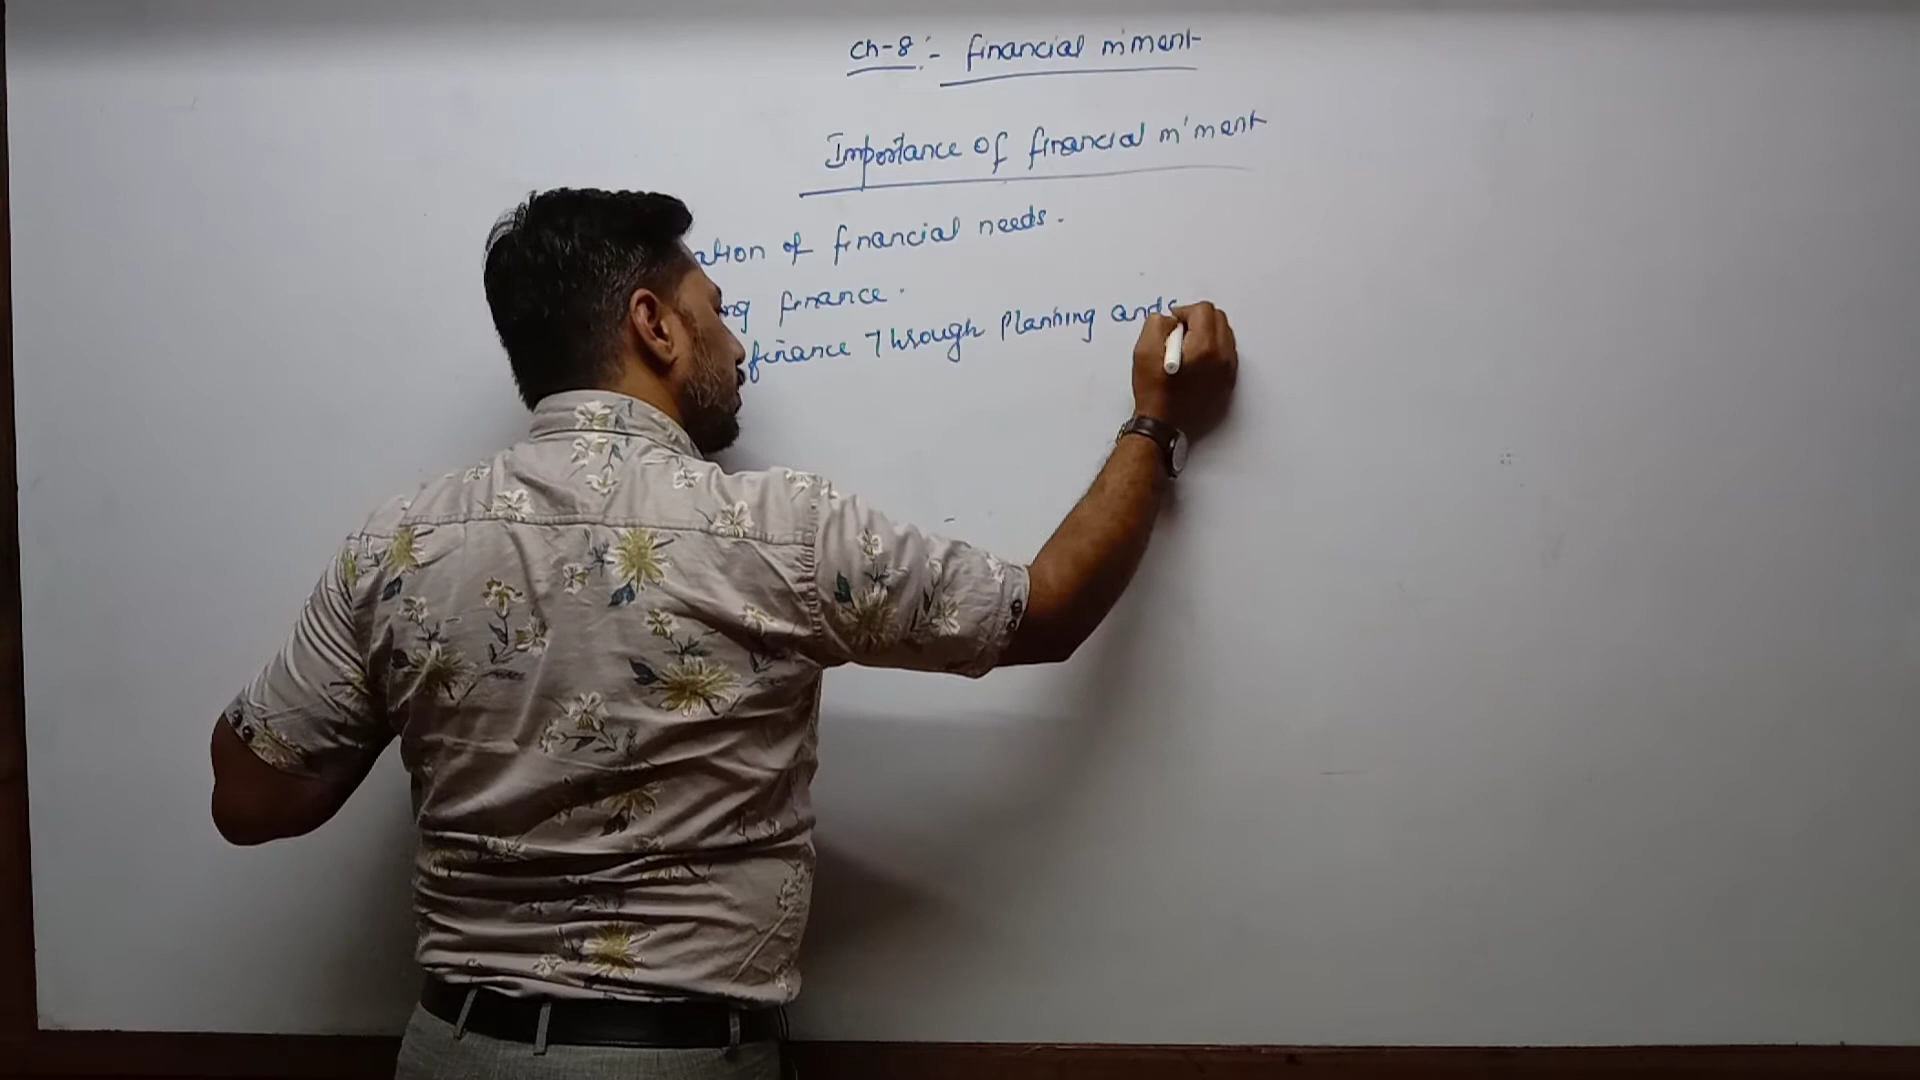 Ch-8:- financial m'ment
Importance of financial m'ment
ation of financial needs.
ng finance.
finance Through Planning and